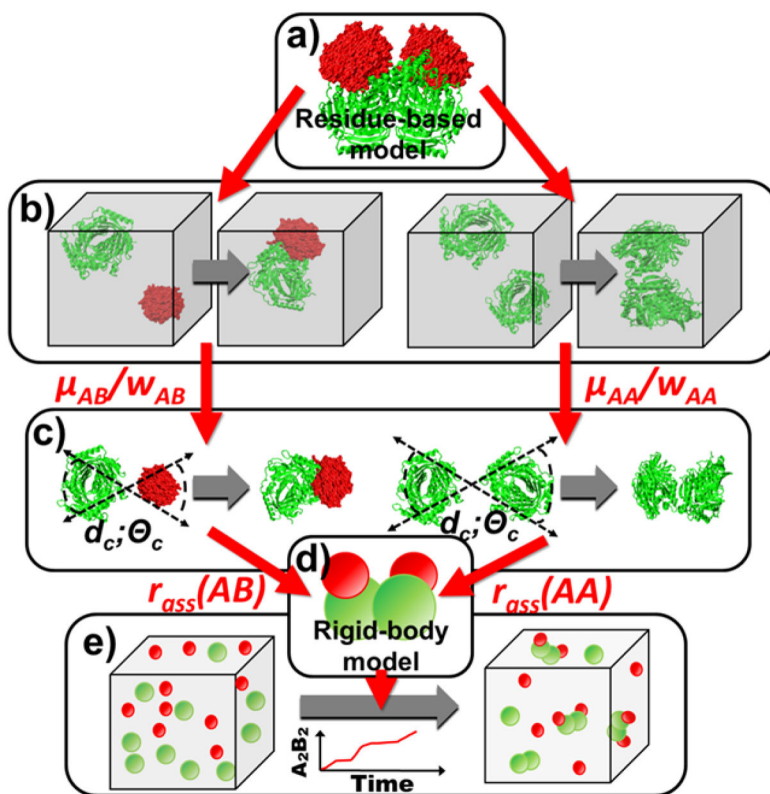 a)
Residue-based
model
b)
μAB/wAB
μAA/wAA
c)
dc;Θc
dc;Θc
d)
rass(AB)
rass(AA)
Rigid-body
model
e)
A2B2
Time